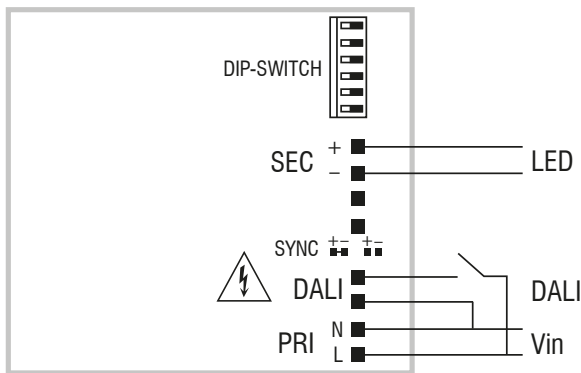 DIP-SWITCH
SEC + LED
−
SYNC +− +−
DALI DALI
PRI N Vin
L